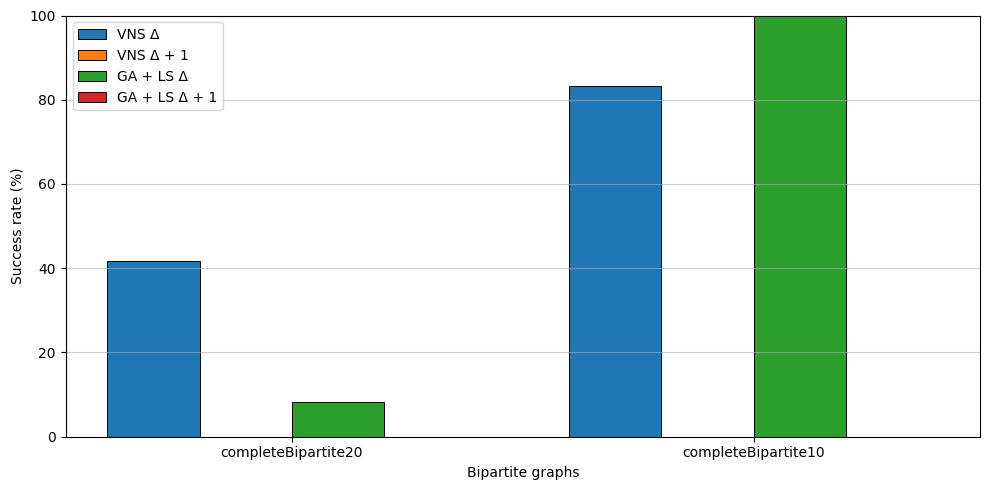 VNS Δ
VNS Δ + 1
GA + LS Δ
GA + LS Δ + 1
Success rate (%)
100
80
60
40
20
0
completeBipartite20 completeBipartite10
Bipartite graphs